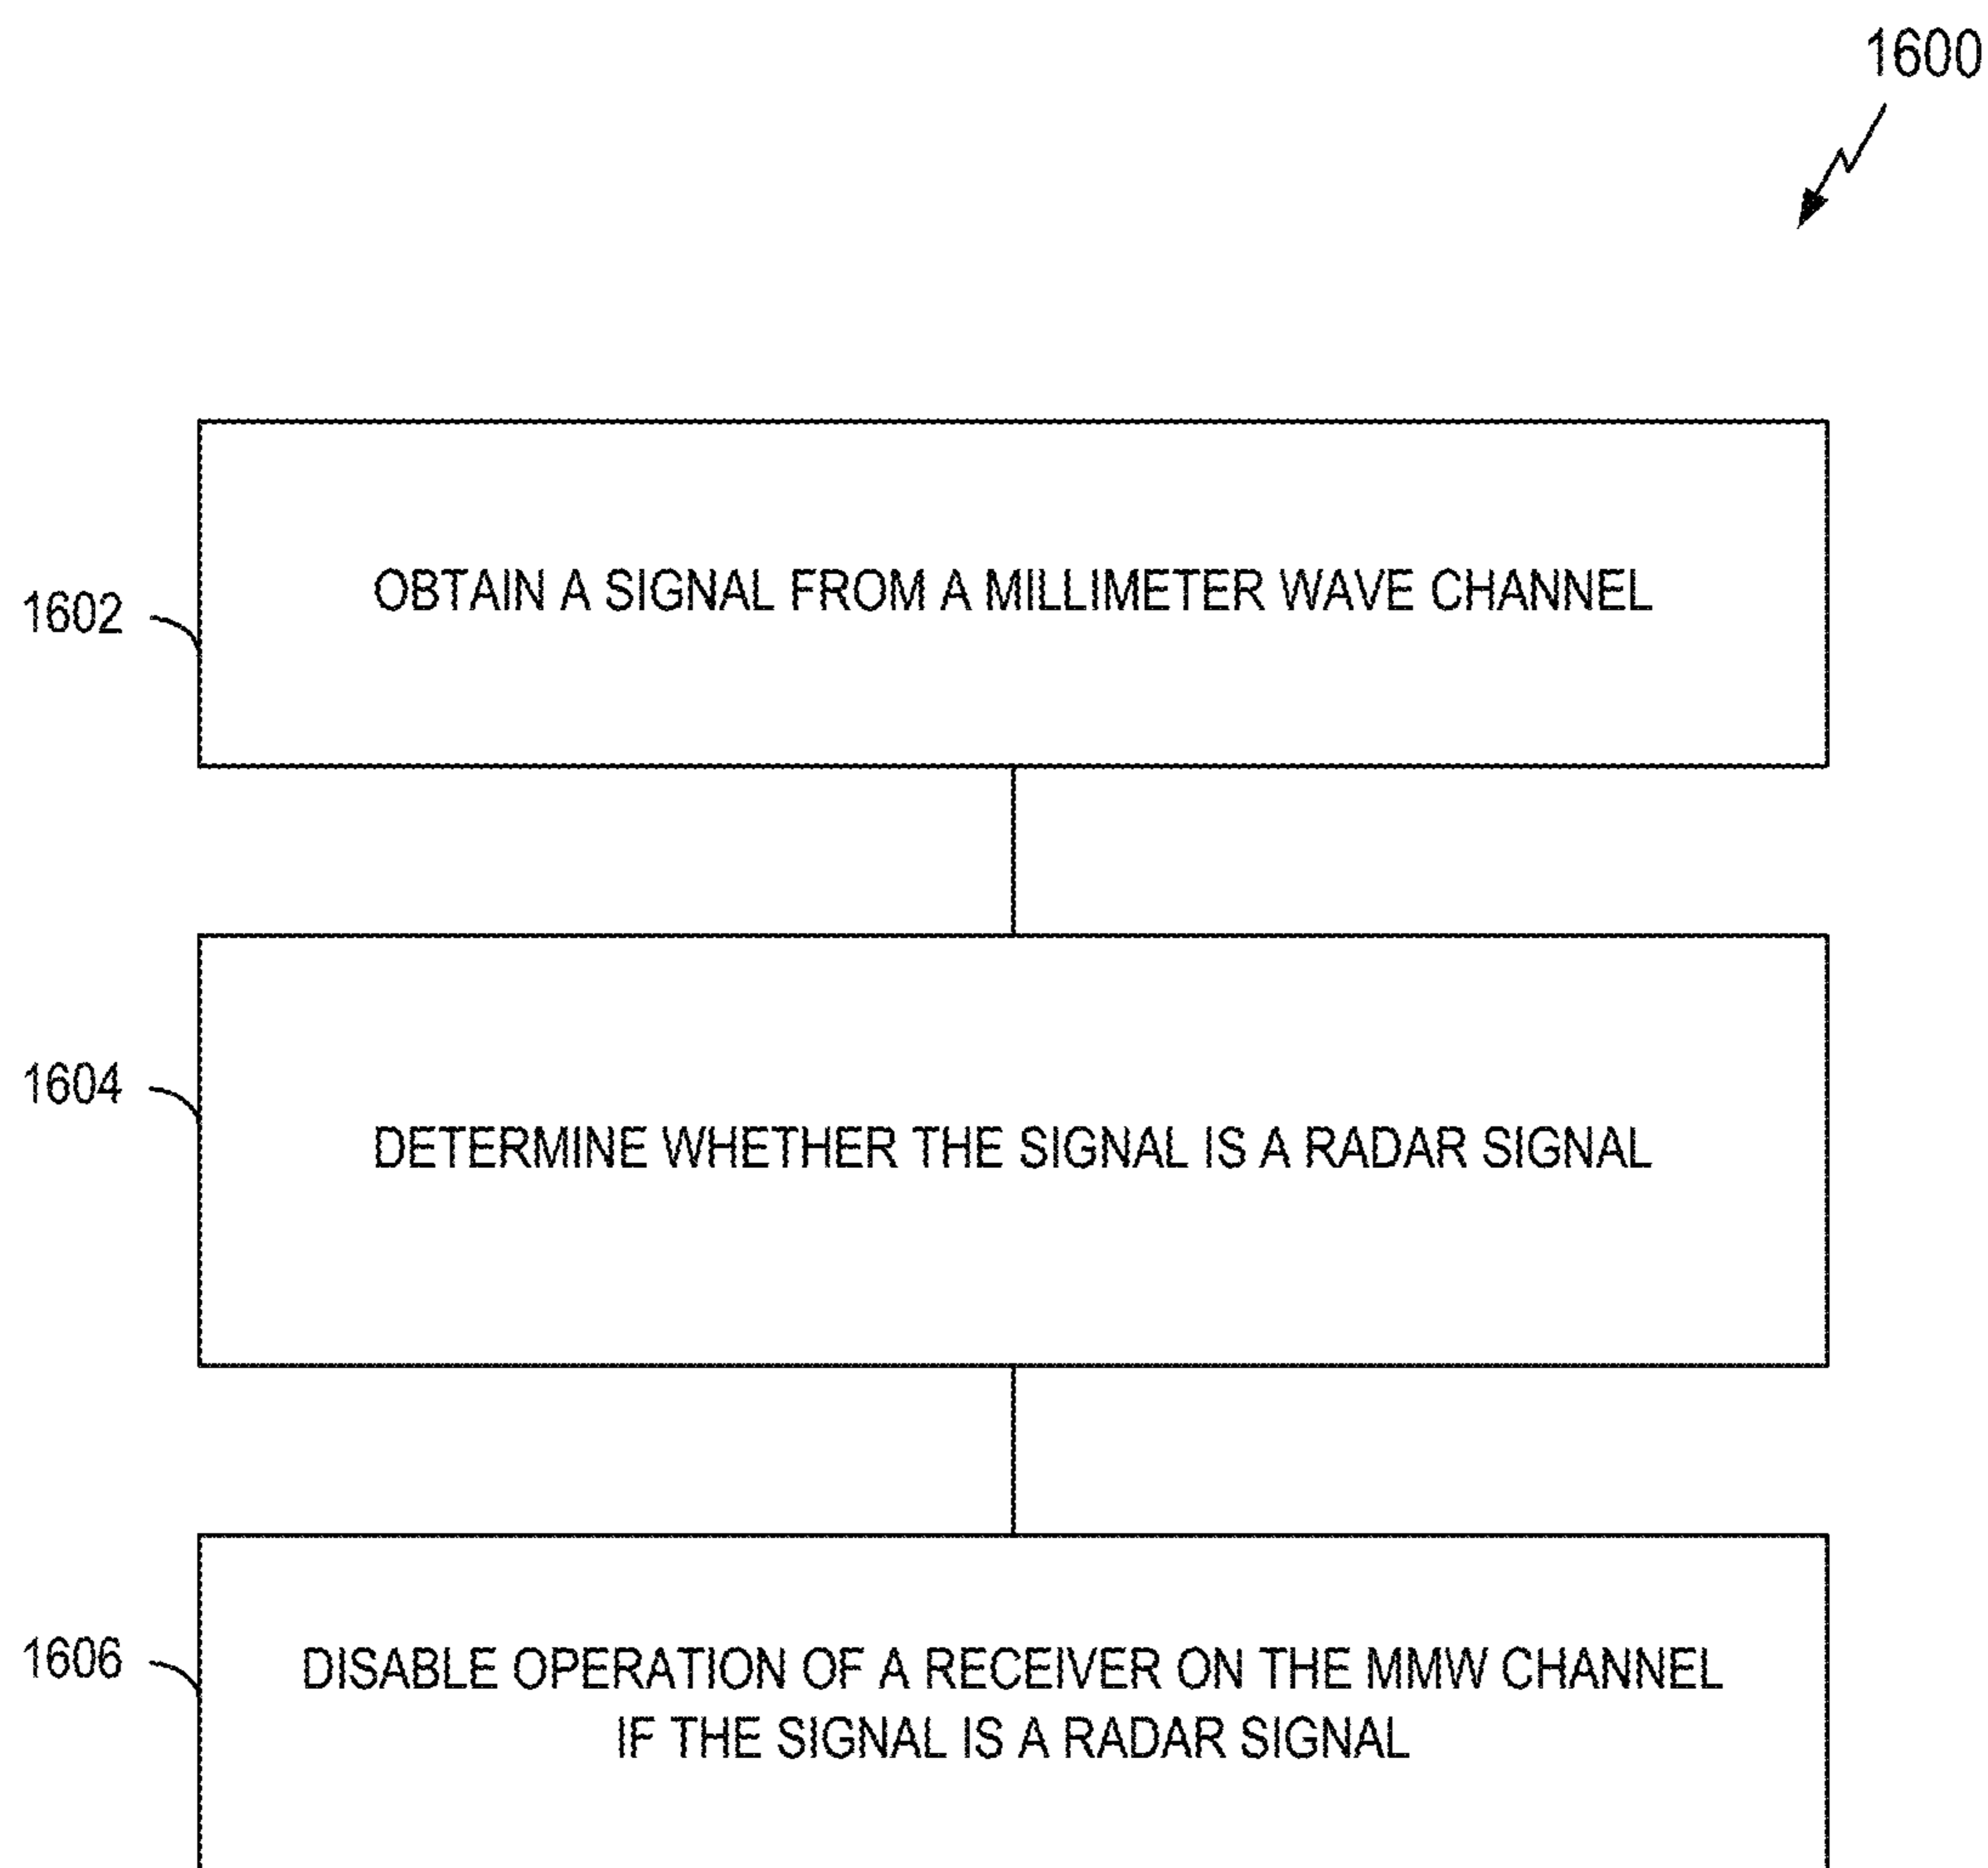 1600
OBTAIN A SIGNAL FROM A MILLIMETER WAVE CHANNEL
1602
DETERMINE WHETHER THE SIGNAL IS A RADAR SIGNAL
1604
DISABLE OPERATION OF A RECEIVER ON THE MMW CHANNEL
IF THE SIGNAL IS A RADAR SIGNAL
1606